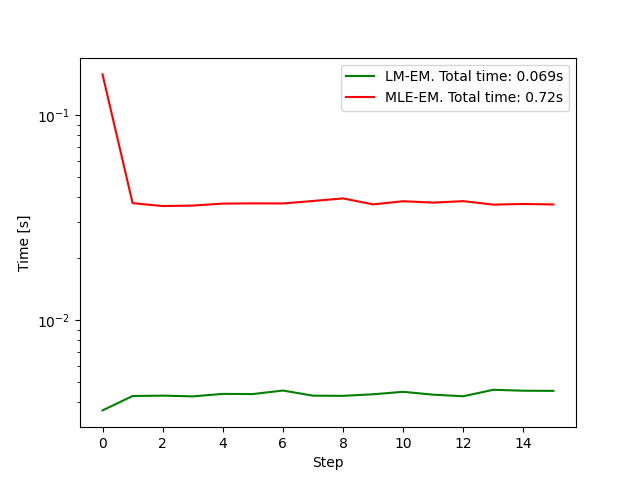 LM-EM. Total time: 0.069s
MLE-EM. Total time: 0.72s
10⁻¹
10⁻²
Time [s]
0 2 4 6 8 10 12 14
Step